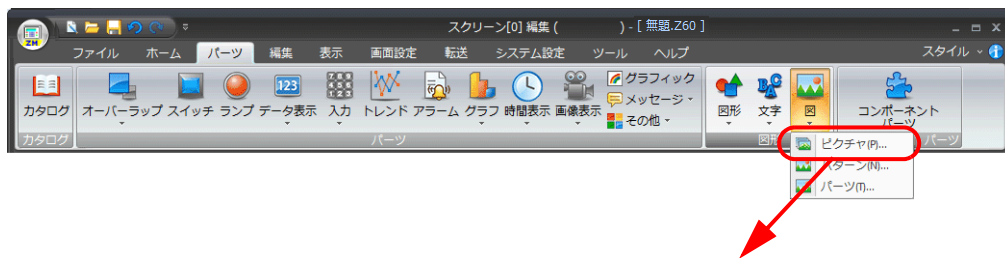 スクリーン[0] 編集 ( ) - [ 無題.Z60 ]
ZM
ファイル ホーム パーツ 編集 表示 画面設定 転送 システム設定 ツール ヘルプ スタイル
カタログ オーバーラップ スイッチ ランプ データ表示 入力 トレンド アラーム グラフ 時間表示 画像表示
グラフィック
メッセージ
その他
図形 文字 図
コンポーネント
パーツ
123
カタログ パーツ 図形 パーツ
ピクチャ(P)...
パターン(N)...
パーツ(T)...